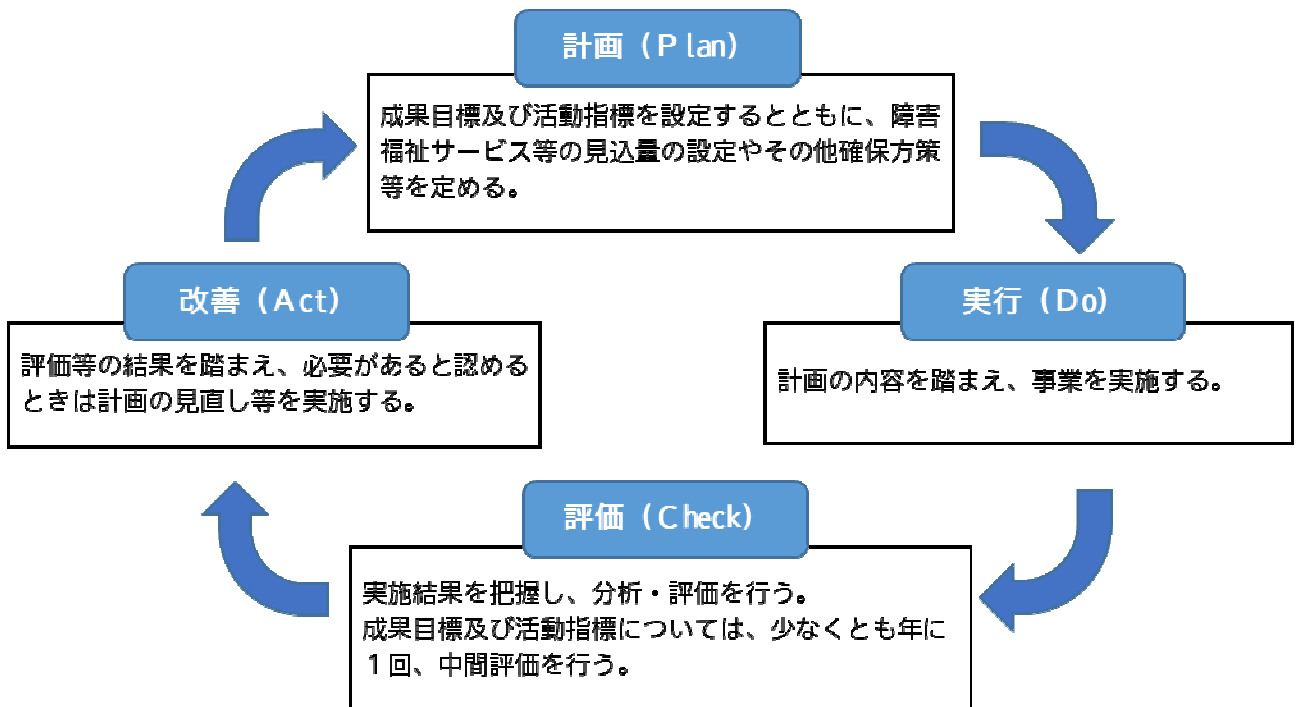 計画（Plan）
成果目標及び活動指標を設定するとともに、障害
福祉サービス等の見込量の設定やその他確保方策
等を定める。
改善（Act）
評価等の結果を踏まえ、必要があると認める
ときは計画の見直し等を実施する。
実行（Do）
計画の内容を踏まえ、事業を実施する。
評価（Check）
実施結果を把握し、分析・評価を行う。
成果目標及び活動指標については、少なくとも年に
１回、中間評価を行う。